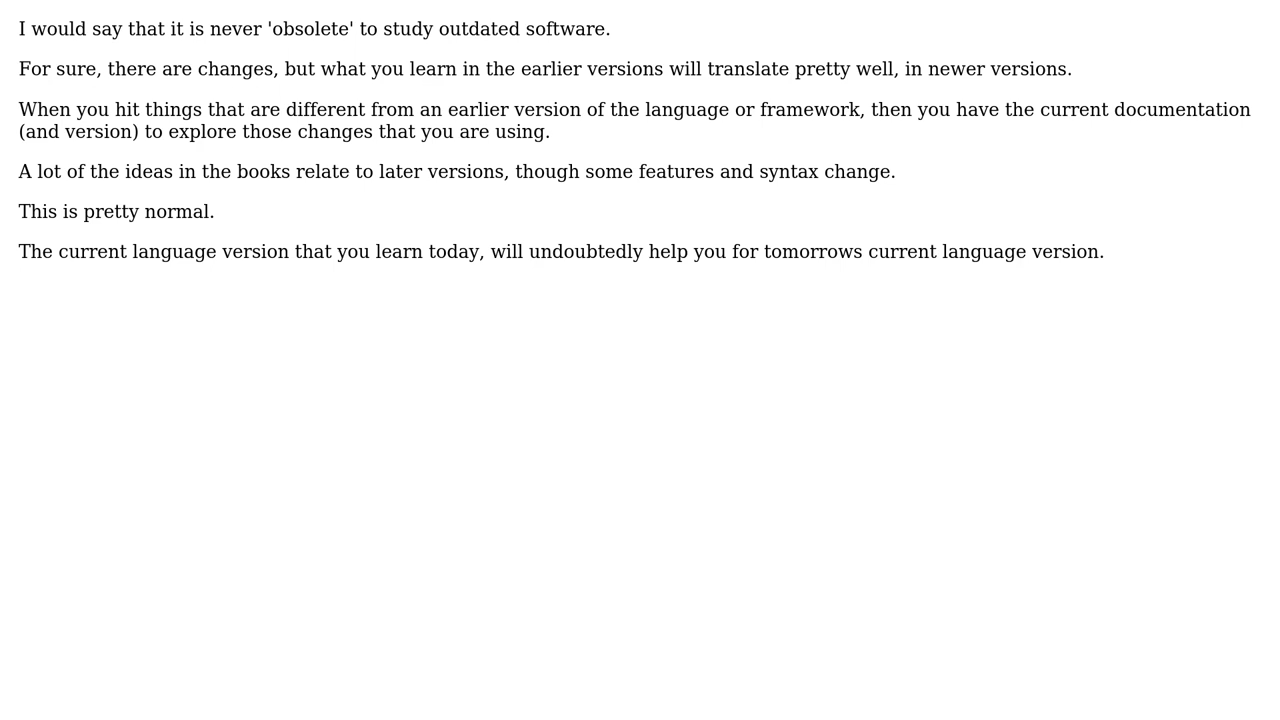 I would say that it is never 'obsolete' to study outdated software.
For sure, there are changes, but what you learn in the earlier versions will translate pretty well, in newer versions.
When you hit things that are different from an earlier version of the language or framework, then you have the current documentation
(and version) to explore those changes that you are using.
A lot of the ideas in the books relate to later versions, though some features and syntax change.
This is pretty normal.
The current language version that you learn today, will undoubtedly help you for tomorrows current language version.